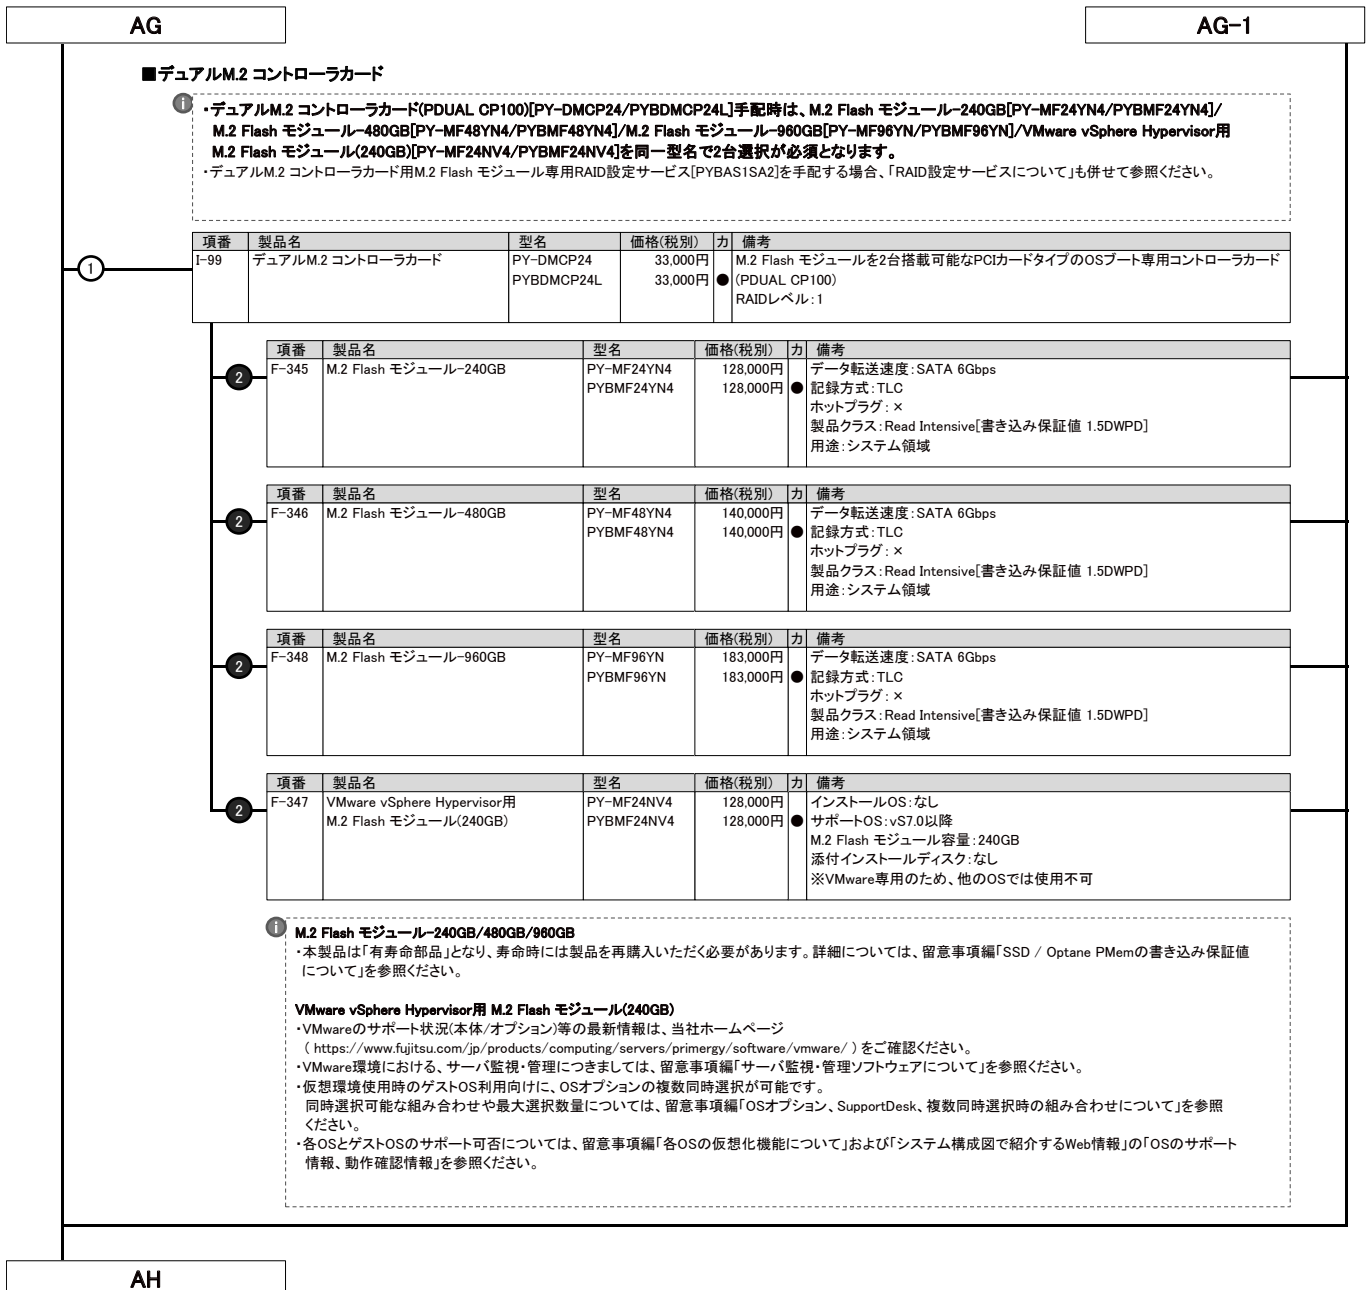 AG
AG-1
■デュアルM.2 コントローラカード
i
・デュアルM.2 コントローラカード(PDUAL CP100)[PY-DMCP24/PYBDMCP24L]手配時は、M.2 Flash モジュール-240GB[PY-MF24YN4/PYBMF24YN4]/
M.2 Flash モジュール-480GB[PY-MF48YN4/PYBMF48YN4]/M.2 Flash モジュール-960GB[PY-MF96YN/PYBMF96YN]/VMware vSphere Hypervisor用
M.2 Flash モジュール(240GB)[PY-MF24NV4/PYBMF24NV4]を同一型名で2台選択が必須となります。
・デュアルM.2 コントローラカード用M.2 Flash モジュール専用RAID設定サービス[PYBAS1SA2]を手配する場合、「RAID設定サービスについて」も併せて参照ください。
項番 製品名 型名 価格(税別) カ 備考
1
I-99 デュアルM.2 コントローラカード PY-DMCP24 33,000円 M.2 Flash モジュールを2台搭載可能なPCIカードタイプのOSブート専用コントローラカード
PYBDMCP24L 33,000円 ● (PDUAL CP100)
RAIDレベル:1
項番 製品名 型名 価格(税別) カ 備考
2
F-345 M.2 Flash モジュール-240GB PY-MF24YN4 128,000円 データ転送速度:SATA 6Gbps
PYBMF24YN4 128,000円 ● 記録方式:TLC
ホットプラグ:×
製品クラス:Read Intensive[書き込み保証値 1.5DWPD]
用途:システム領域
項番 製品名 型名 価格(税別) カ 備考
2
F-346 M.2 Flash モジュール-480GB PY-MF48YN4 140,000円 データ転送速度:SATA 6Gbps
PYBMF48YN4 140,000円 ● 記録方式:TLC
ホットプラグ:×
製品クラス:Read Intensive[書き込み保証値 1.5DWPD]
用途:システム領域
項番 製品名 型名 価格(税別) カ 備考
2
F-348 M.2 Flash モジュール-960GB PY-MF96YN 183,000円 データ転送速度:SATA 6Gbps
PYBMF96YN 183,000円 ● 記録方式:TLC
ホットプラグ:×
製品クラス:Read Intensive[書き込み保証値 1.5DWPD]
用途:システム領域
項番 製品名 型名 価格(税別) カ 備考
2
F-347 VMware vSphere Hypervisor用 PY-MF24NV4 128,000円 インストールOS:なし
M.2 Flash モジュール(240GB) PYBMF24NV4 128,000円 ● サポートOS:vS7.0以降
M.2 Flash モジュール容量:240GB
添付インストールディスク:なし
※VMware専用のため、他のOSでは使用不可
i
M.2 Flash モジュール-240GB/480GB/960GB
・本製品は「有寿命部品」となり、寿命時には製品を再購入いただく必要があります。詳細については、留意事項編「SSD / Optane PMemの書き込み保証値
について」を参照ください。
VMware vSphere Hypervisor用 M.2 Flash モジュール(240GB)
・VMwareのサポート状況(本体/オプション)等の最新情報は、当社ホームページ
( https://www.fujitsu.com/jp/products/computing/servers/primergy/software/vmware/ ) をご確認ください。
・VMware環境における、サーバ監視・管理につきましては、留意事項編「サーバ監視・管理ソフトウェアについて」を参照ください。
・仮想環境使用時のゲストOS利用向けに、OSオプションの複数同時選択が可能です。
同時選択可能な組み合わせや最大選択数量については、留意事項編「OSオプション、SupportDesk、複数同時選択時の組み合わせについて」を参照
ください。
・各OSとゲストOSのサポート可否については、留意事項編「各OSの仮想化機能について」および「システム構成図で紹介するWeb情報」の「OSのサポート
情報、動作確認情報」を参照ください。
AH